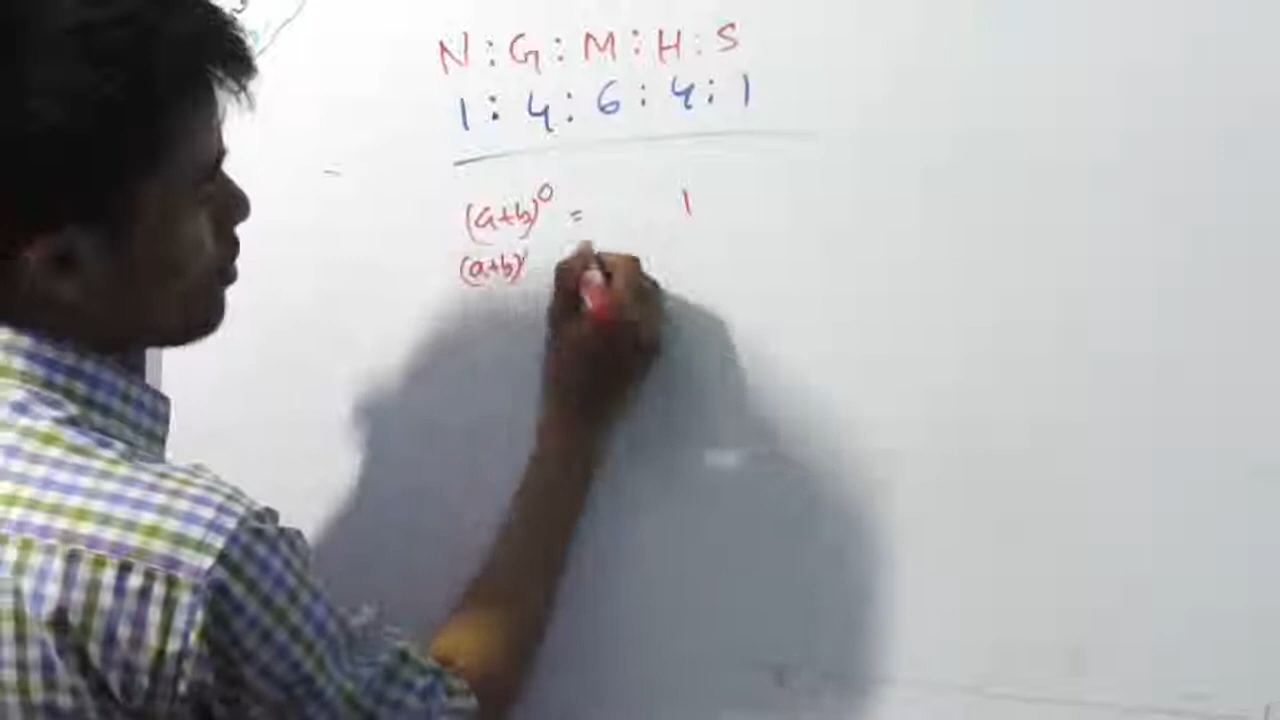 N : G : M : H : S
1 : 4 : 6 : 4 : 1
(a+b)⁰ = 1
(a+b)¹